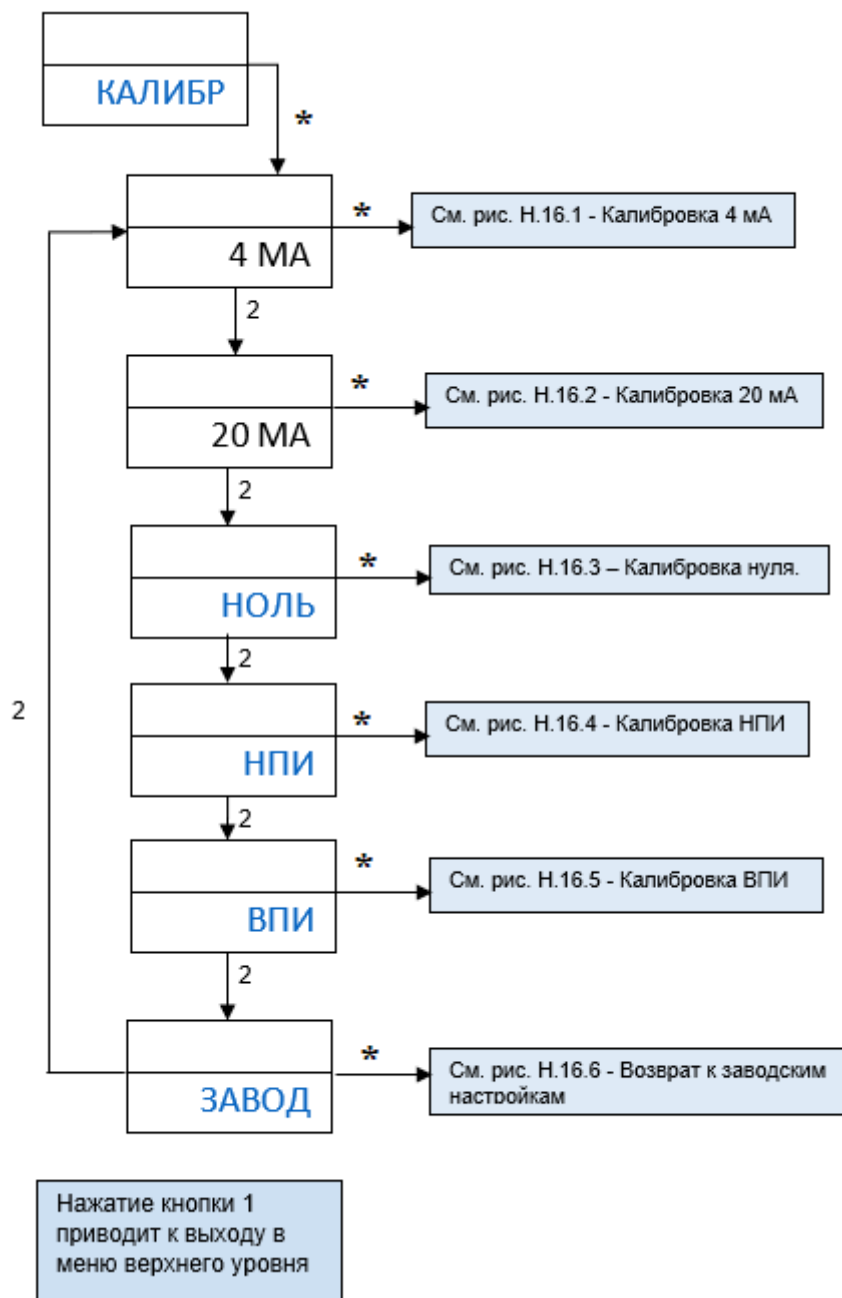 КАЛИБР
*
4 МА
*
См. рис. Н.16.1 - Калибровка 4 мА
2
20 МА
*
См. рис. Н.16.2 - Калибровка 20 мА
2
НОЛЬ
*
См. рис. Н.16.3 – Калибровка нуля.
2
2
НПИ
*
См. рис. Н.16.4 - Калибровка НПИ
2
ВПИ
*
См. рис. Н.16.5 - Калибровка ВПИ
2
ЗАВОД
*
См. рис. Н.16.6 - Возврат к заводским
настройкам
Нажатие кнопки 1
приводит к выходу в
меню верхнего уровня